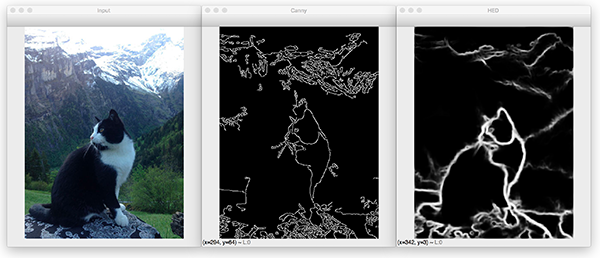 Input
Canny
HED
(x=294, y=64) ~ L:0
(x=342, y=3) ~ L:0